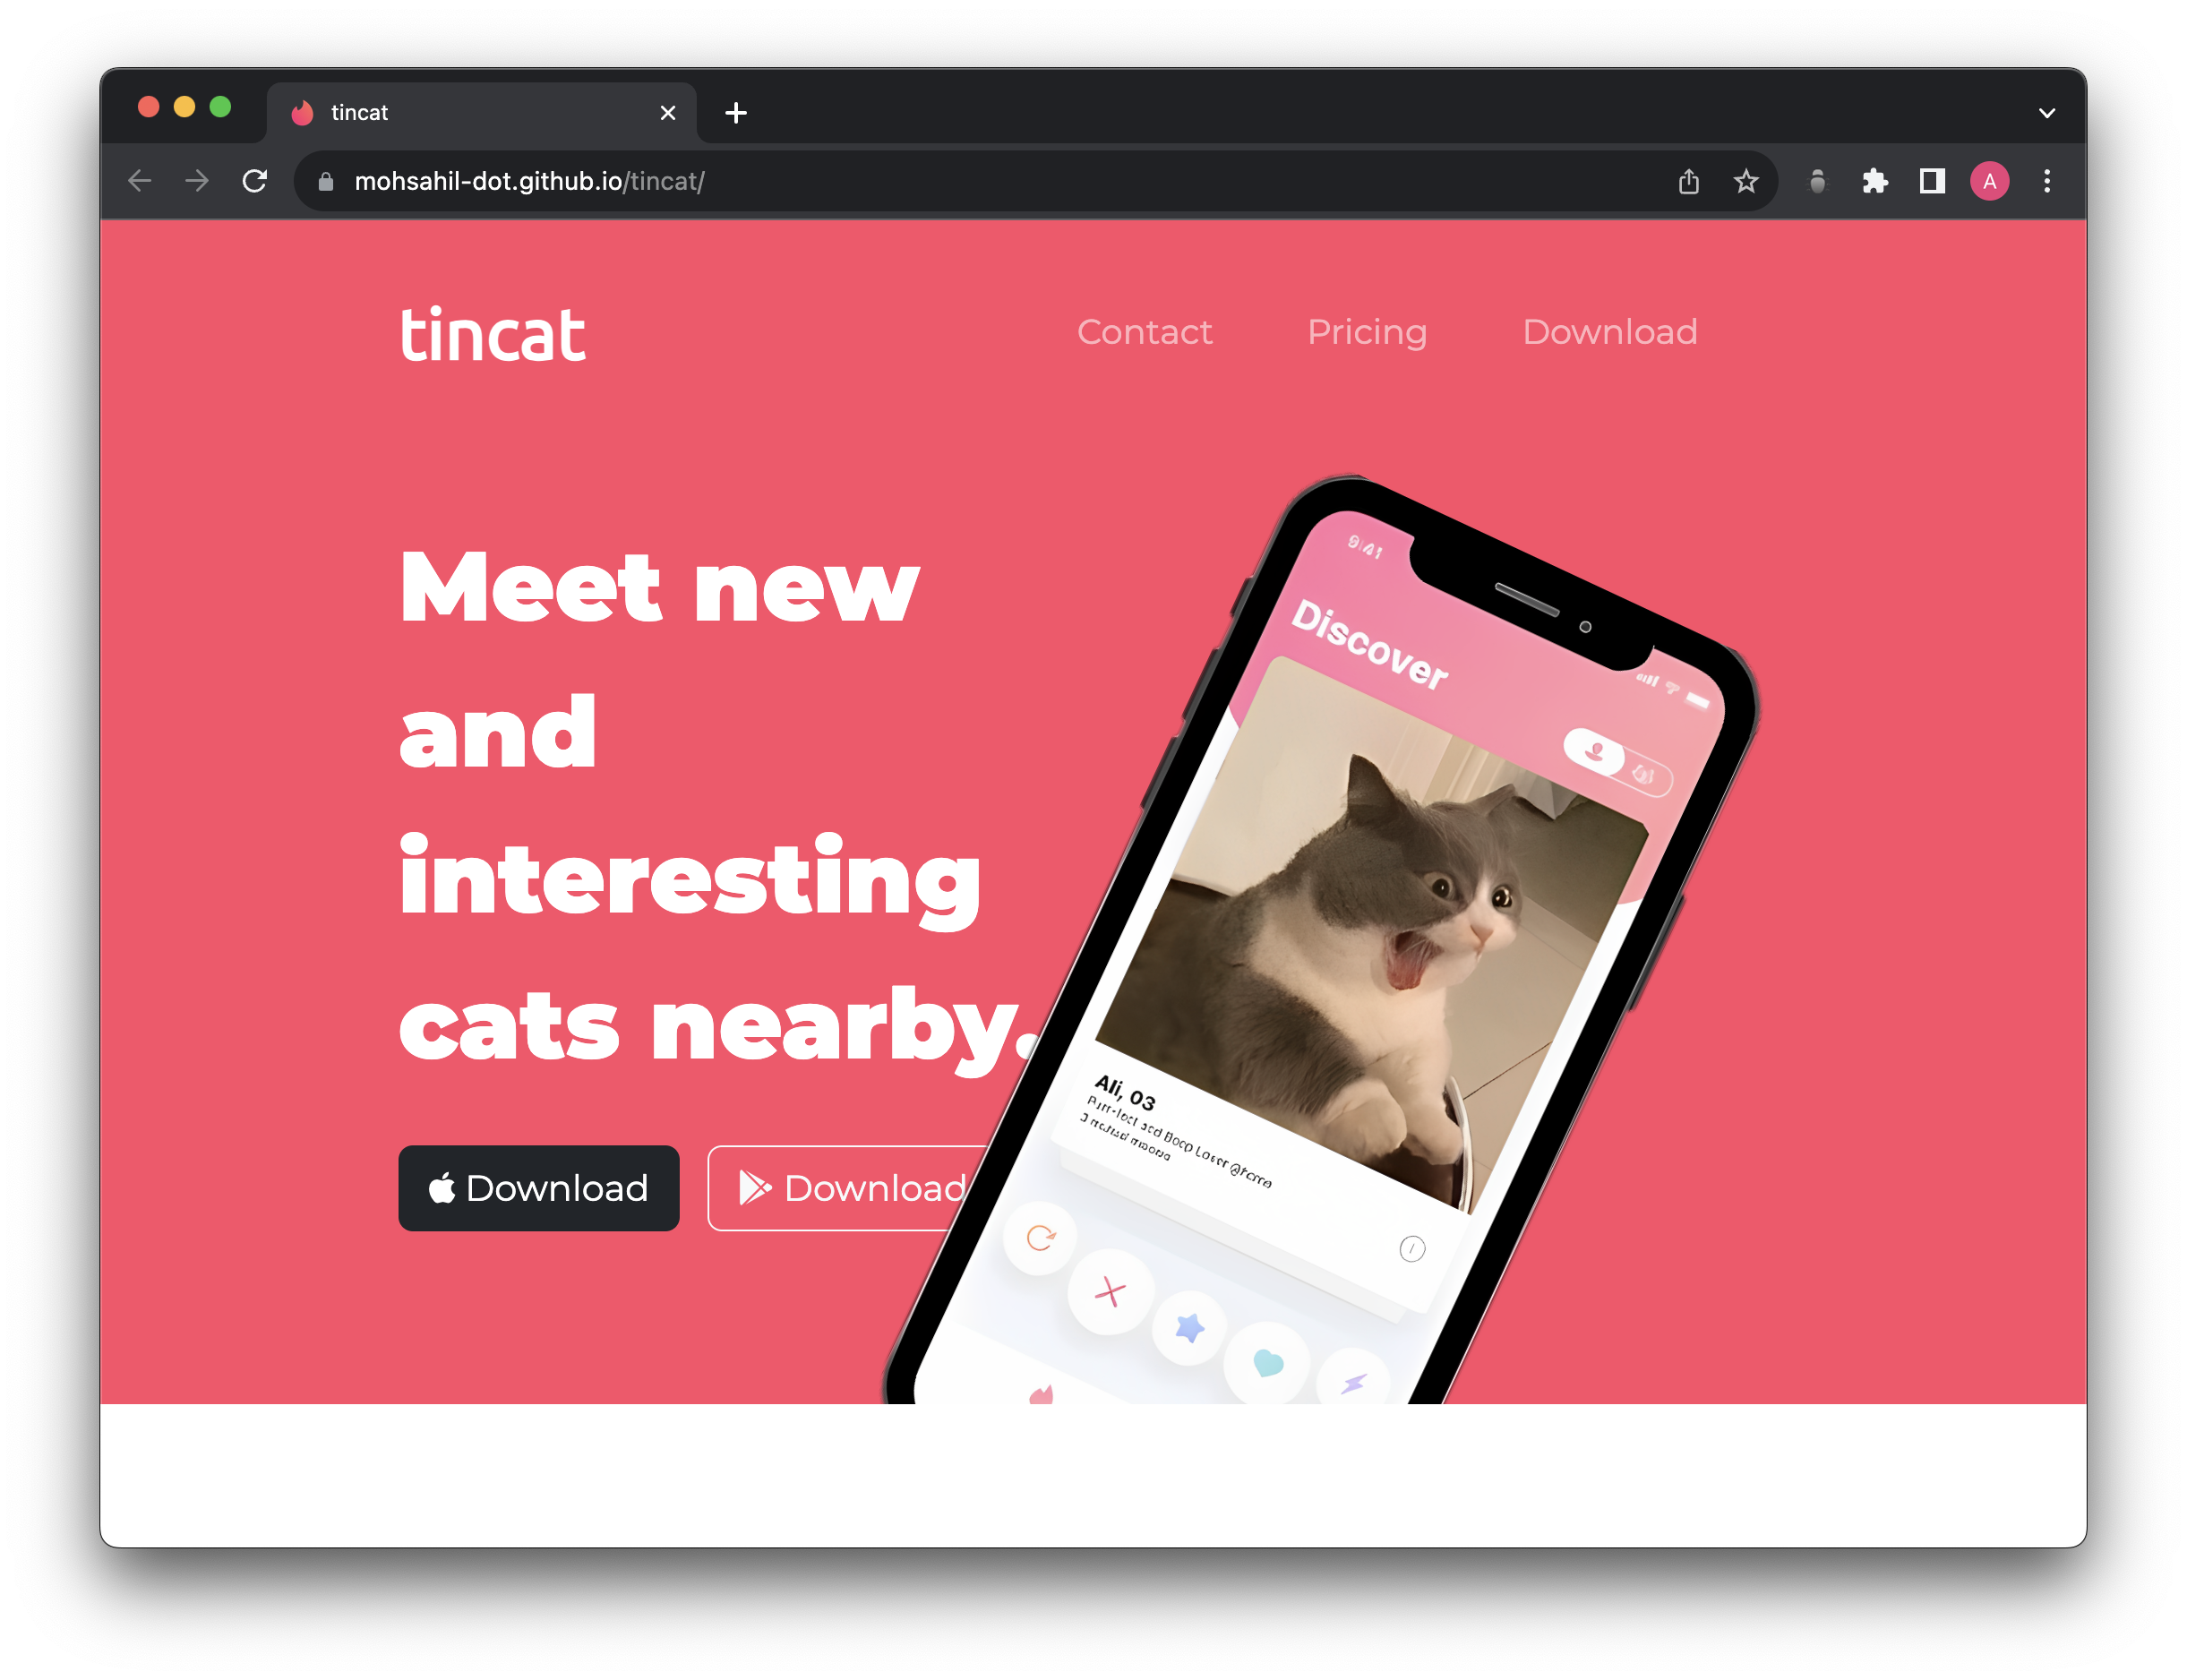 tincat
mohsahil-dot.github.io/tincat/
A
tincat
Contact Pricing Download
Meet new
and
interesting
cats nearby.
Download Download
9:41
Discover
Ali, 03